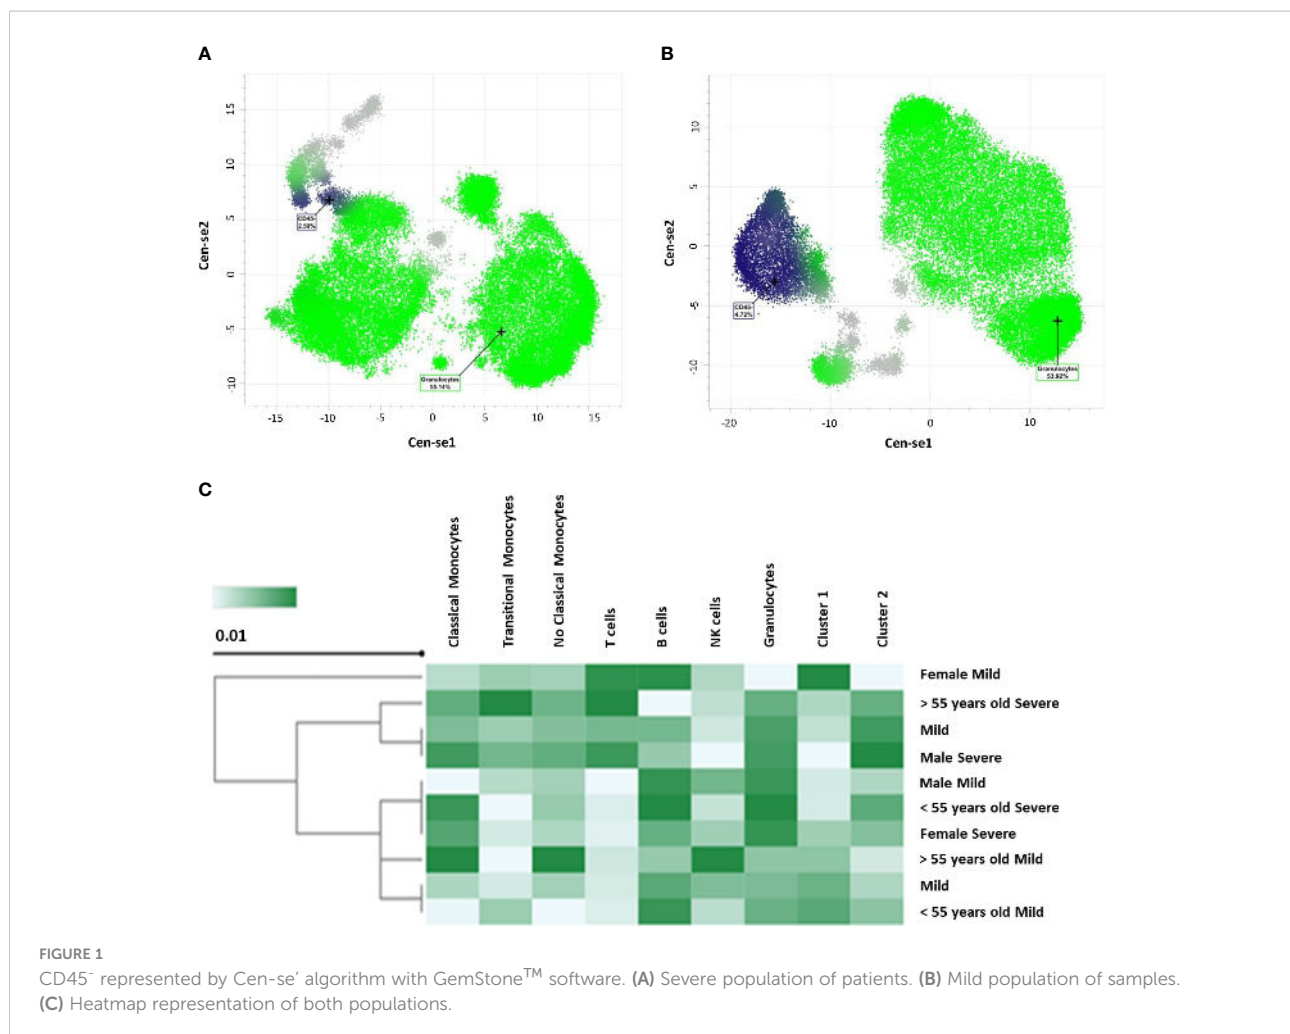 A
B
15
10
5
0
-5
-10
Cen-se2
CD45-
2.58%
Granulocytes
-15
-10
-5
0
5
10
15
Cen-se1
10
5
0
-5
-10
Cen-se2
CD45-
4.72%
Granulocytes
53.92%
-20
-10
0
10
Cen-se1
C
Classical Monocytes
Transitional Monocytes
No Classical Monocytes
T cells
B cells
NK cells
Granulocytes
Cluster 1
Cluster 2
0.01
Female Mild
> 55 years old Severe
Mild
Male Severe
Male Mild
< 55 years old Severe
Female Severe
> 55 years old Mild
Mild
< 55 years old Mild
FIGURE 1
CD45⁻ represented by Cen-se′ algorithm with GemStone™ software. (A) Severe population of patients. (B) Mild population of samples.
(C) Heatmap representation of both populations.